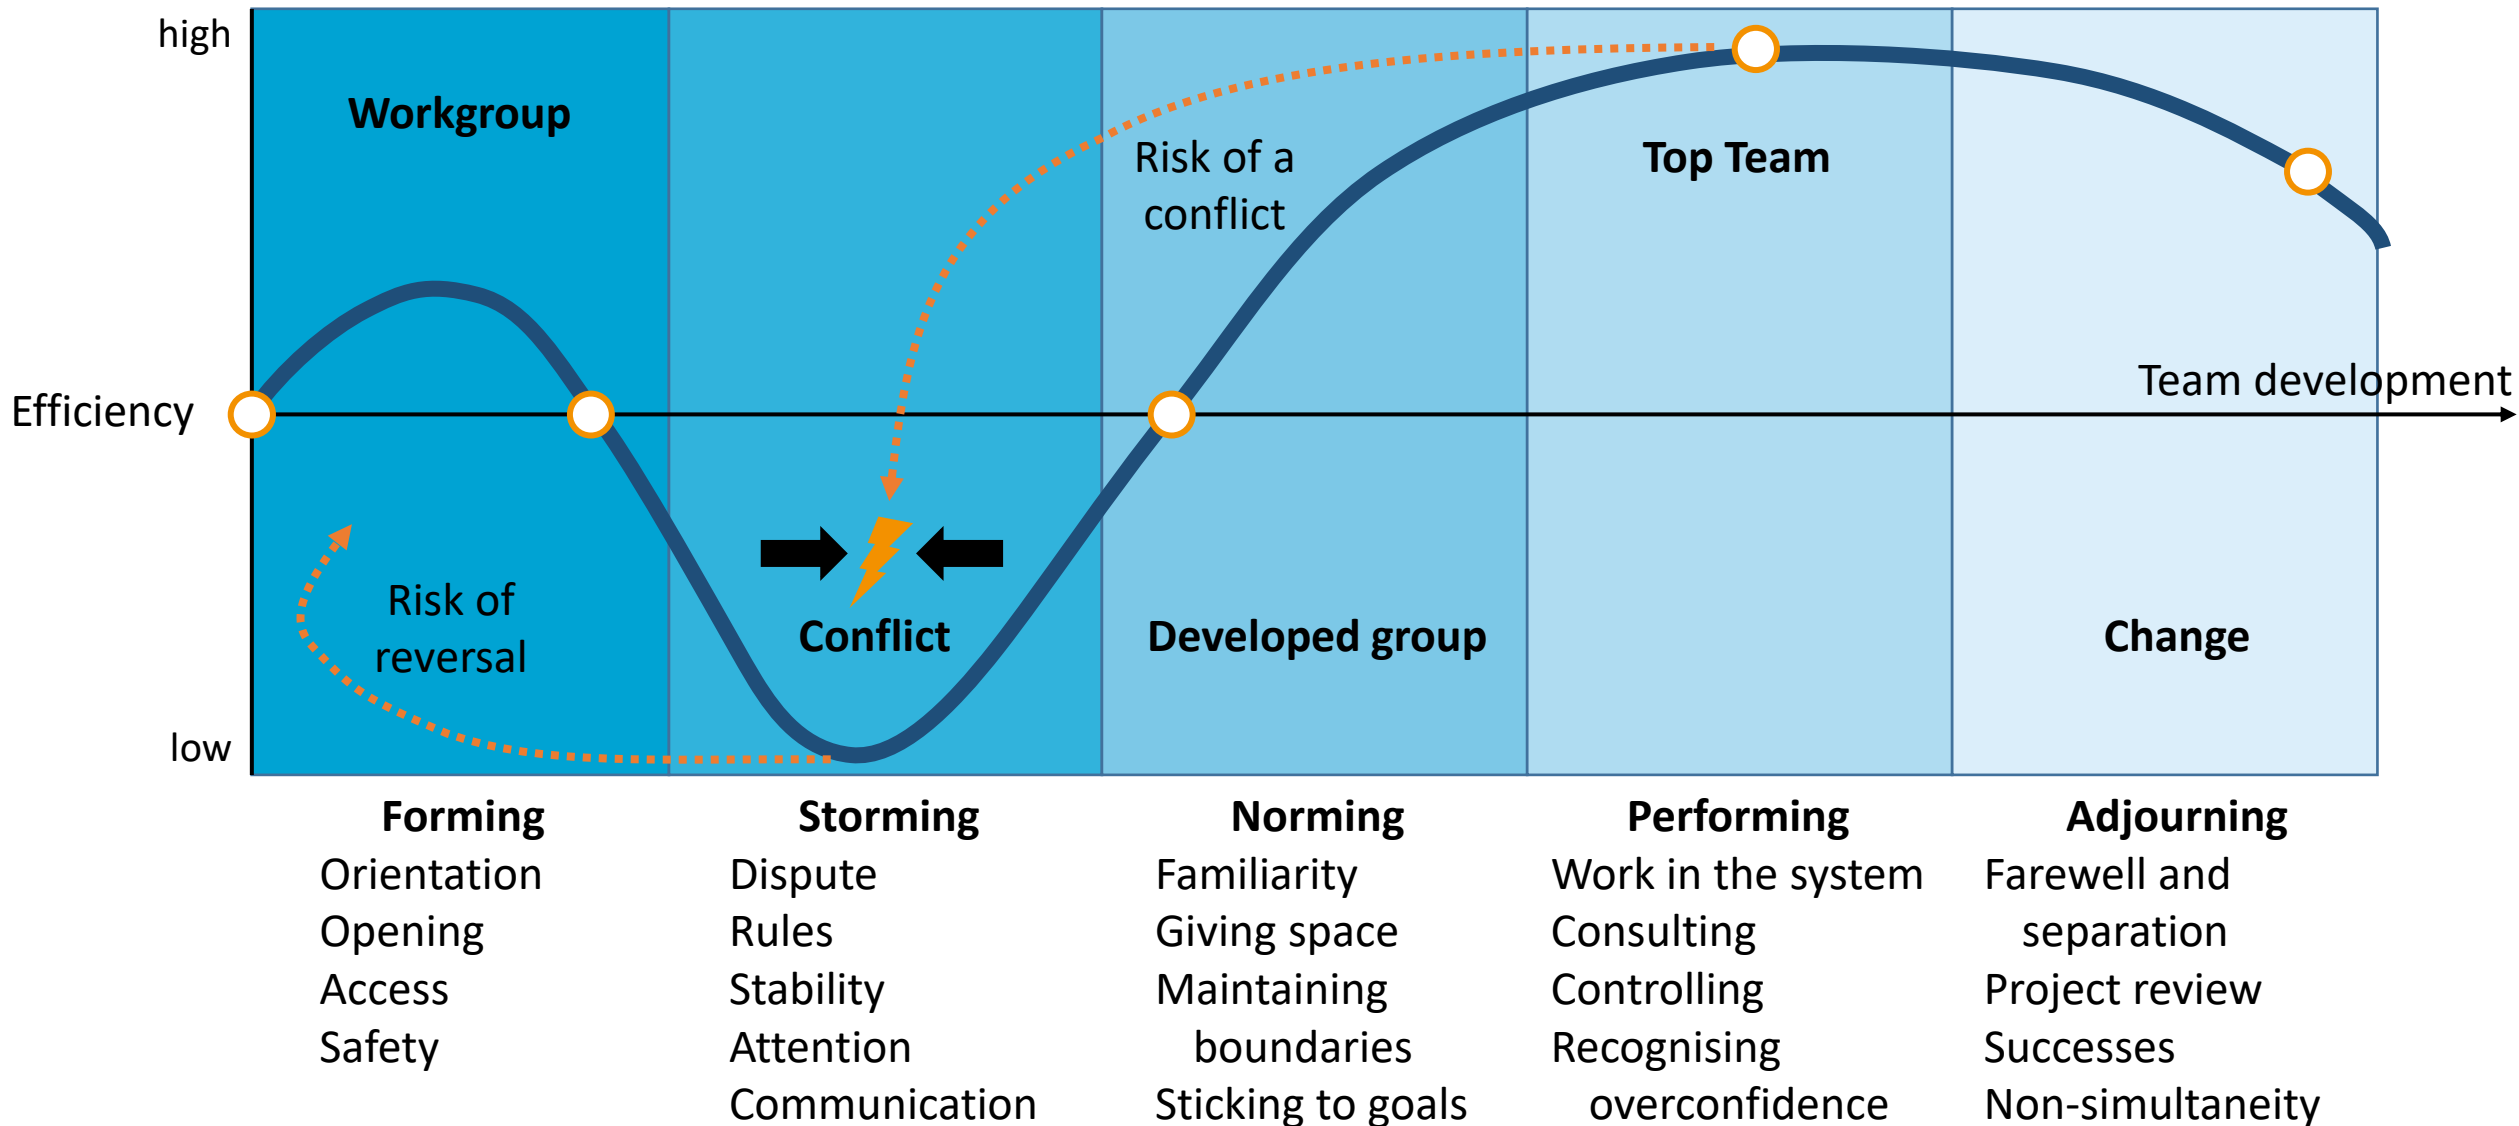 high
Workgroup
Risk of a
conflict
Top Team
Team development
Efficiency
Risk of
reversal
Conflict
Developed group
Change
low
Forming
Orientation
Opening
Access
Safety
Storming
Dispute
Rules
Stability
Attention
Communication
Norming
Familiarity
Giving space
Maintaining
boundaries
Sticking to goals
Performing
Work in the system
Consulting
Controlling
Recognising
overconfidence
Adjourning
Farewell and
separation
Project review
Successes
Non-simultaneity